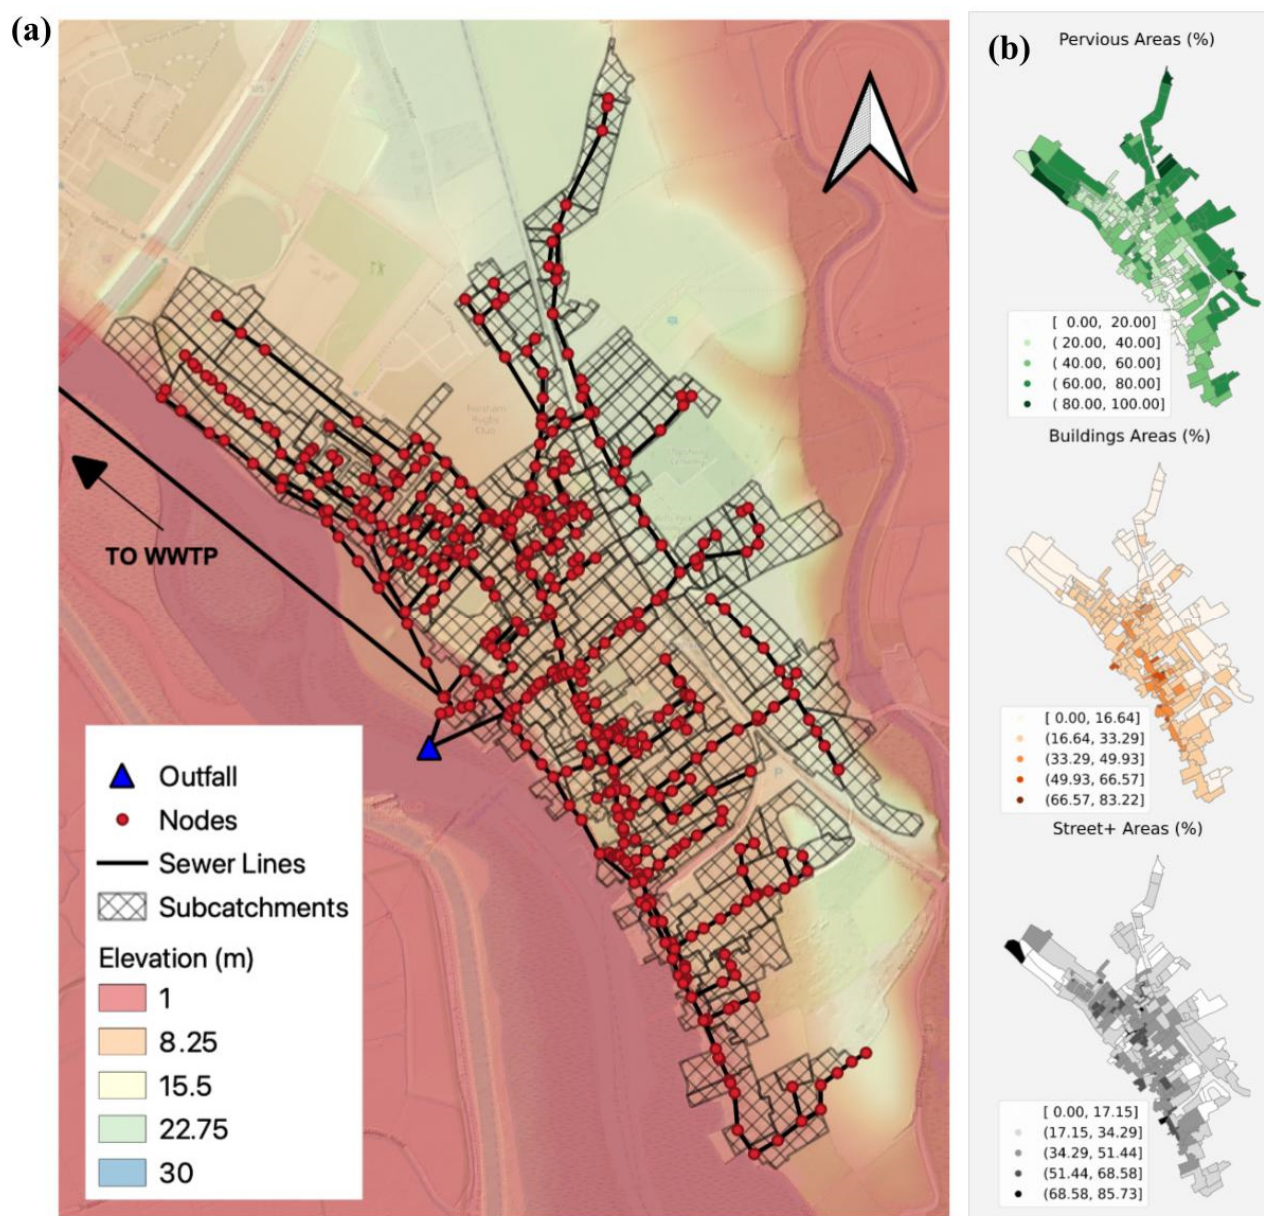 (a)
TO WWTP
P
Outfall
Nodes
Sewer Lines
Subcatchments
Elevation (m)
1
8.25
15.5
22.75
30
(b)
Pervious Areas (%)
[ 0.00, 20.00]
( 20.00, 40.00]
( 40.00, 60.00]
( 60.00, 80.00]
( 80.00, 100.00]
Buildings Areas (%)
[ 0.00, 16.64]
(16.64, 33.29]
(33.29, 49.93]
(49.93, 66.57]
(66.57, 83.22]
Street+ Areas (%)
[ 0.00, 17.15]
(17.15, 34.29]
(34.29, 51.44]
(51.44, 68.58]
(68.58, 85.73]